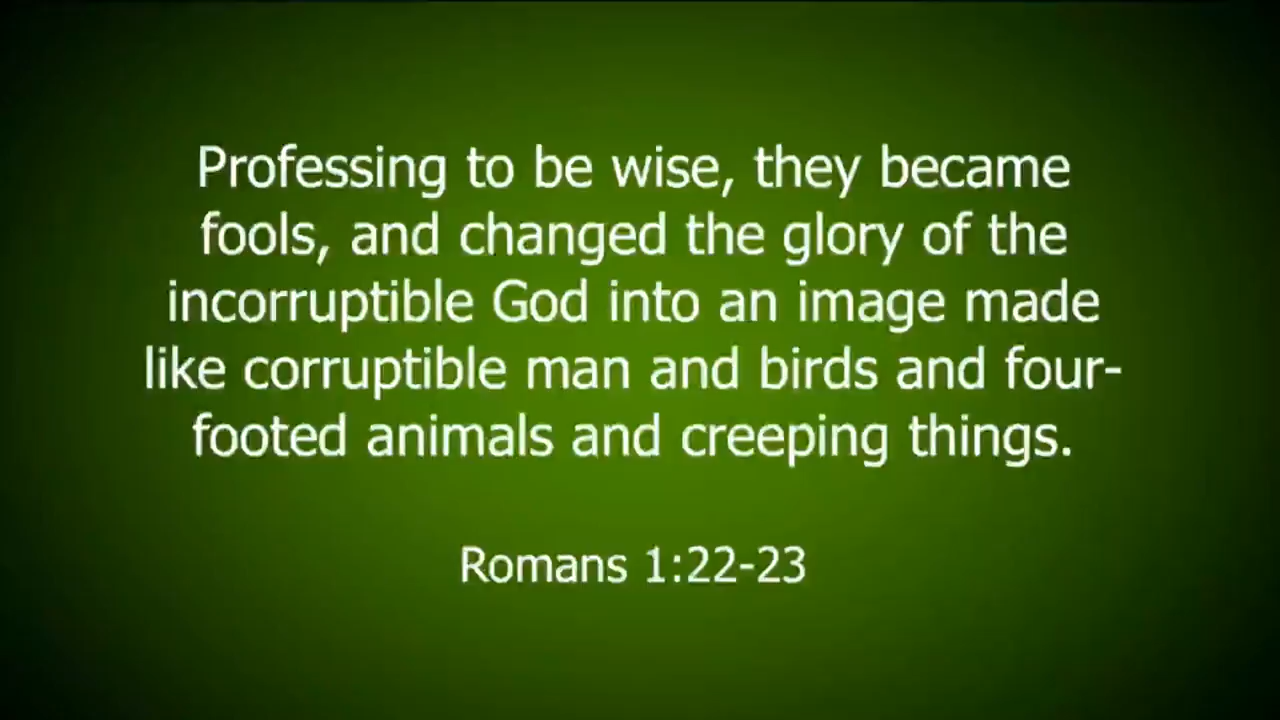 Professing to be wise, they became
fools, and changed the glory of the
incorruptible God into an image made
like corruptible man and birds and four-
footed animals and creeping things.
Romans 1:22-23